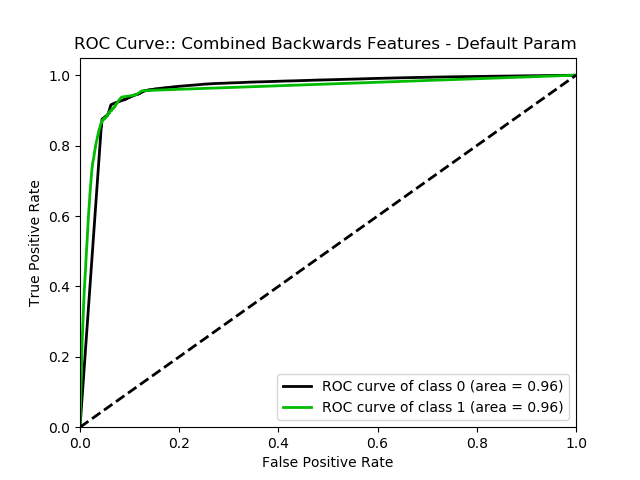 ROC Curve:: Combined Backwards Features - Default Param
1.0
0.8
0.6
0.4
0.2
0.0
True Positive Rate
ROC curve of class 0 (area = 0.96)
ROC curve of class 1 (area = 0.96)
0.0 0.2 0.4 0.6 0.8 1.0
False Positive Rate